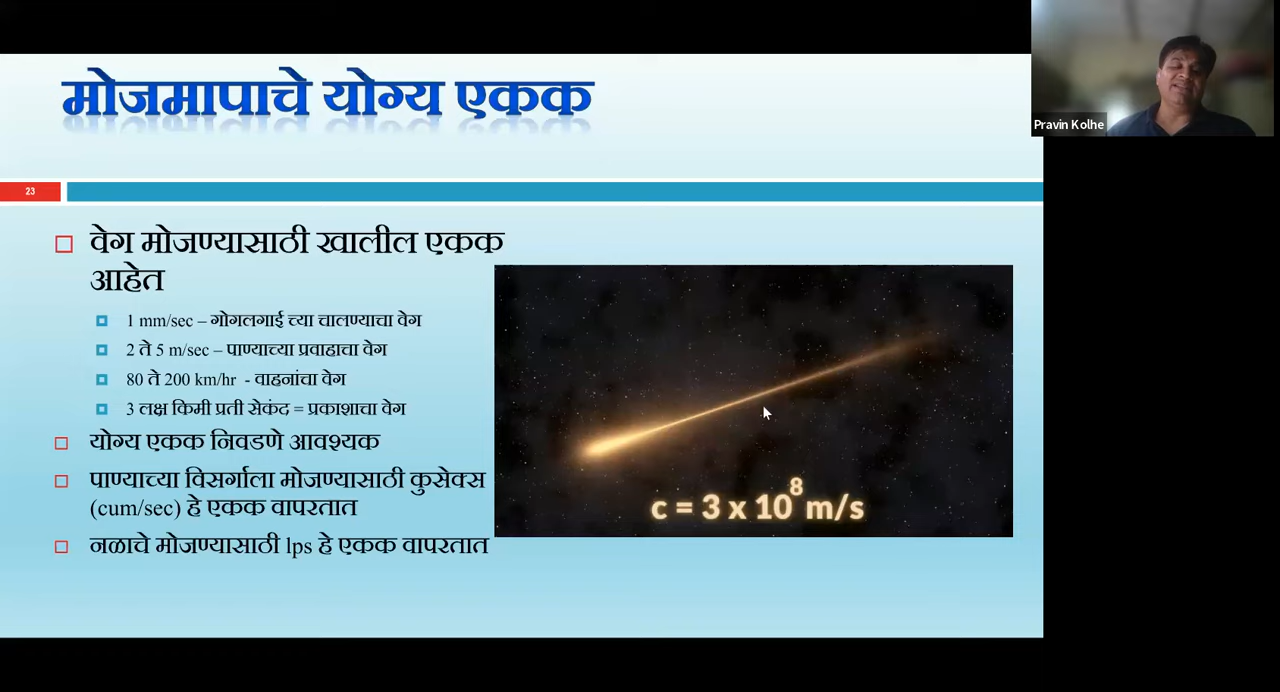 मोजमापाचे योग्य एकक
Pravin Kolhe
23
वेग मोजण्यासाठी खालील एकक
आहेत
1 mm/sec – गोगलगाई च्या चालण्याचा वेग
2 ते 5 m/sec – पाण्याच्या प्रवाहाचा वेग
80 ते 200 km/hr - वाहनांचा वेग
3 लक्ष किमी प्रती सेकंद = प्रकाशाचा वेग
योग्य एकक निवडणे आवश्यक
पाण्याच्या विसर्गाला मोजण्यासाठी कुसेक्स
(cum/sec) हे एकक वापरतात
नळाचे मोजण्यासाठी lps हे एकक वापरतात
c = 3 x 10⁸ m/s